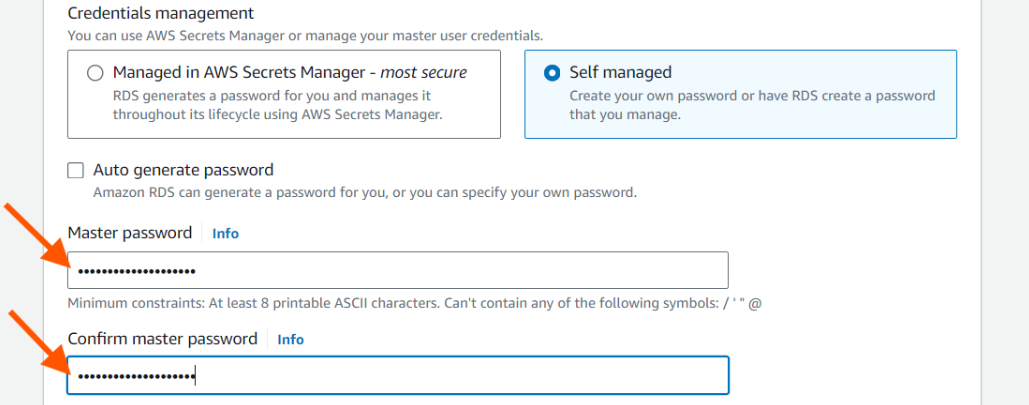 Credentials management
You can use AWS Secrets Manager or manage your master user credentials.
Managed in AWS Secrets Manager - most secure
RDS generates a password for you and manages it
throughout its lifecycle using AWS Secrets Manager.
Self managed
Create your own password or have RDS create a password
that you manage.
Auto generate password
Amazon RDS can generate a password for you, or you can specify your own password.
Master password Info
••••••••••••••••••••
Minimum constraints: At least 8 printable ASCII characters. Can't contain any of the following symbols: / ' " @
Confirm master password Info
••••••••••••••••••••